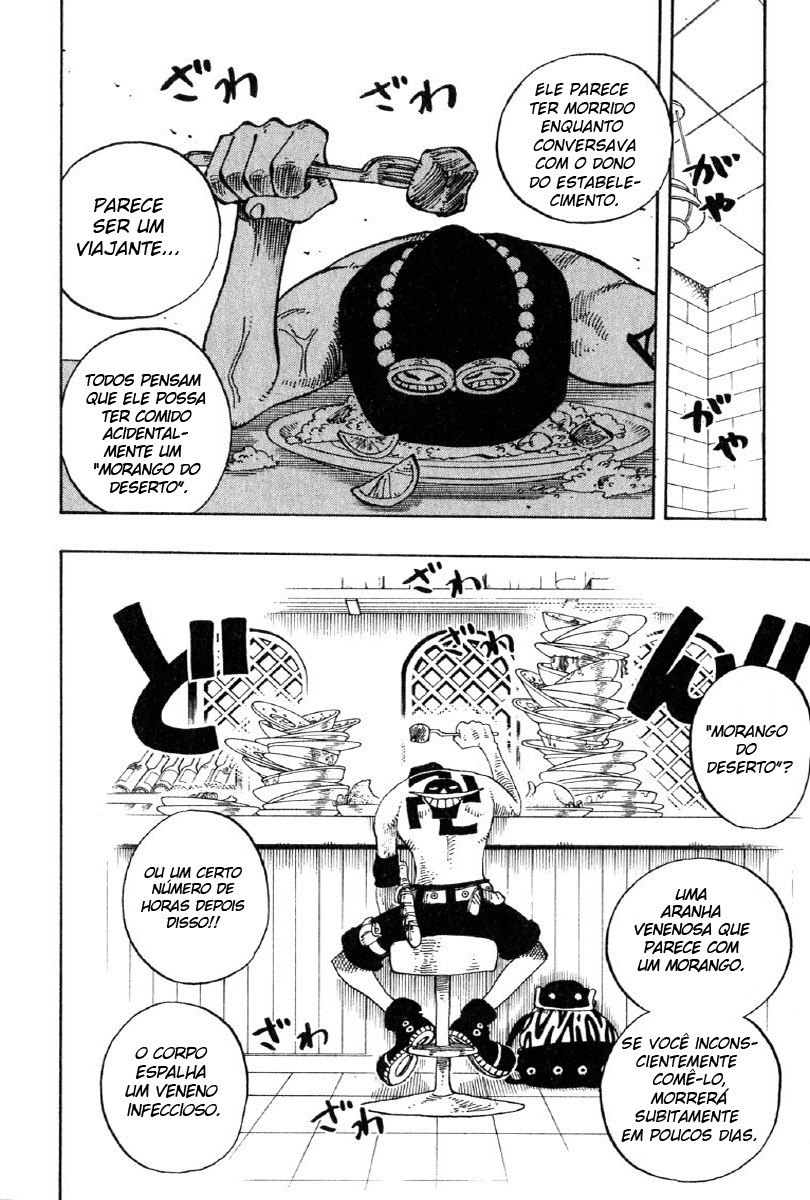 ELE PARECE
TER MORRIDO
ENQUANTO
CONVERSAVA
COM O DONO
DO ESTABELE-
CIMENTO.
ざわ
ざわ
がや
がや
PARECE
SER UM
VIAJANTE...
TODOS PENSAM
QUE ELE POSSA
TER COMIDO
ACIDENTAL-
MENTE UM
"MORANGO DO
DESERTO".
ざわ
ざわ
どん
"MORANGO
DO
DESERTO"?
UMA
ARANHA
VENENOSA QUE
PARECE COM
UM MORANGO.
SE VOCÊ INCONS-
CIENTEMENTE
COMÊ-LO,
MORRERÁ
SUBITAMENTE
EM POUCOS DIAS.
OU UM CERTO
NÚMERO DE
HORAS DEPOIS
DISSO!!
O CORPO
ESPALHA
UM VENENO
INFECCIOSO.
ざわ
ざわ